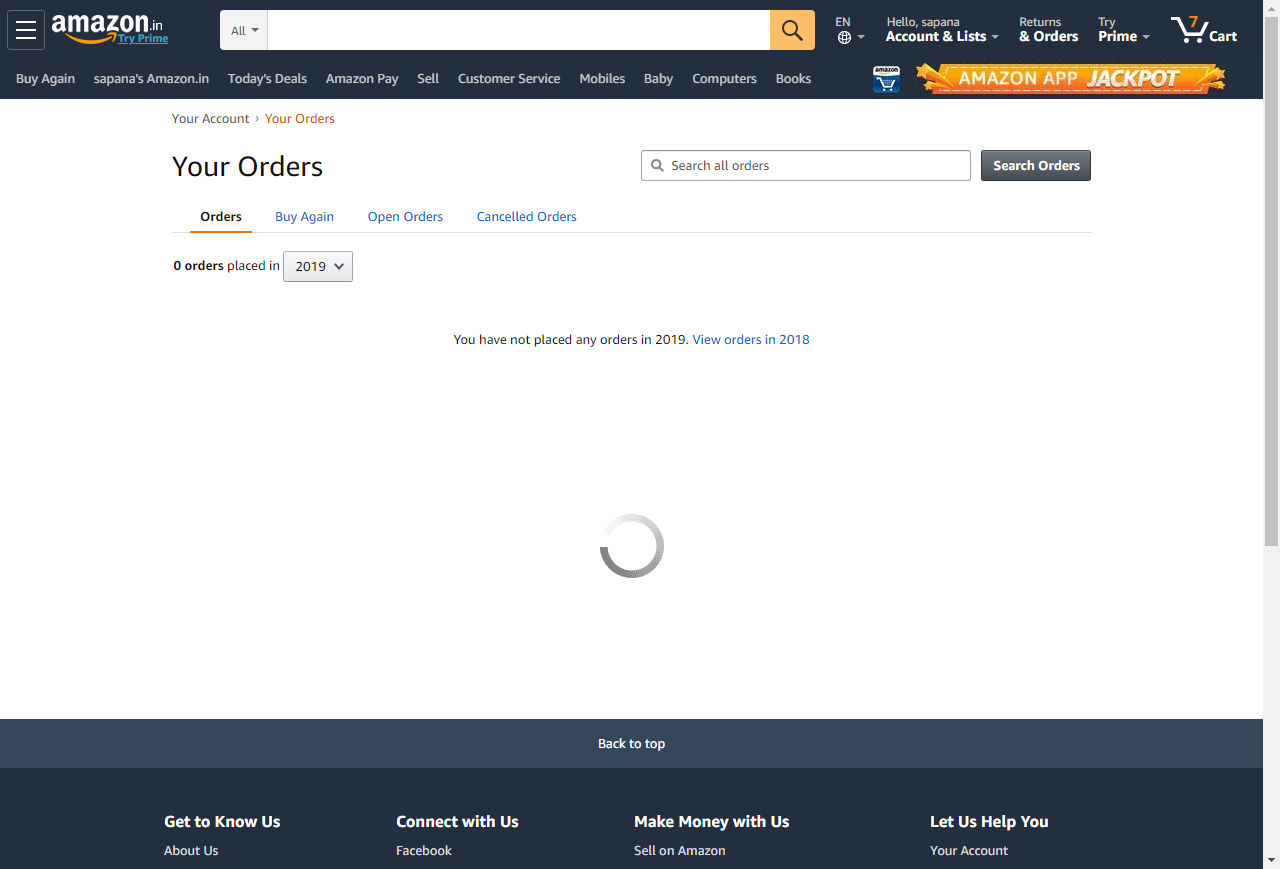 amazon.in
Try Prime
All
EN
Hello, sapana
Account & Lists
Returns
& Orders
Try
Prime
7
Cart
Buy Again
sapana's Amazon.in
Today's Deals
Amazon Pay
Sell
Customer Service
Mobiles
Baby
Computers
Books
amazon
AMAZON APP JACKPOT
Your Account › Your Orders
Your Orders
Search all orders
Search Orders
Orders
Buy Again
Open Orders
Cancelled Orders
0 orders placed in 2019
You have not placed any orders in 2019. View orders in 2018
Back to top
Get to Know Us
Connect with Us
Make Money with Us
Let Us Help You
About Us
Facebook
Sell on Amazon
Your Account